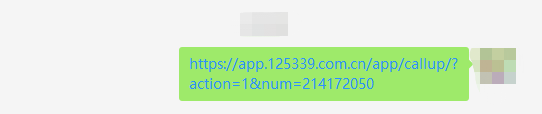 https://app.125339.com.cn/app/callup/?
action=1&num=214172050